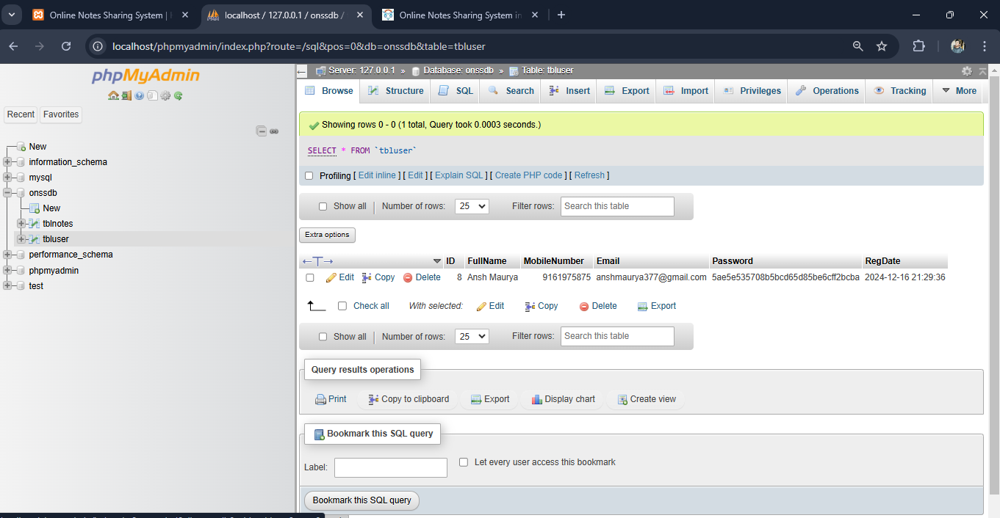 Online Notes Sharing System |
localhost / 127.0.0.1 / onssdb /
Online Notes Sharing System in
localhost/phpmyadmin/index.php?route=/sql&pos=0&db=onssdb&table=tbluser
phpMyAdmin
Recent Favorites
New
information_schema
mysql
onssdb
New
tblnotes
tbluser
performance_schema
phpmyadmin
test
Server: 127.0.0.1 » Database: onssdb » Table: tbluser
Browse Structure SQL Search Insert Export Import Privileges Operations Tracking More
Showing rows 0 - 0 (1 total, Query took 0.0003 seconds.)
SELECT * FROM `tbluser`
Profiling [ Edit inline ] [ Edit ] [ Explain SQL ] [ Create PHP code ] [ Refresh ]
Show all | Number of rows: 25 Filter rows: Search this table
Extra options
←T→ ID FullName MobileNumber Email Password RegDate
Edit Copy Delete 8 Ansh Maurya 9161975875 anshmaurya377@gmail.com 5ae5e535708b5bcd65d85be6cff2bcba 2024-12-16 21:29:36
Check all With selected: Edit Copy Delete Export
Show all | Number of rows: 25 Filter rows: Search this table
Query results operations
Print Copy to clipboard Export Display chart Create view
Bookmark this SQL query
Label: Let every user access this bookmark
Bookmark this SQL query